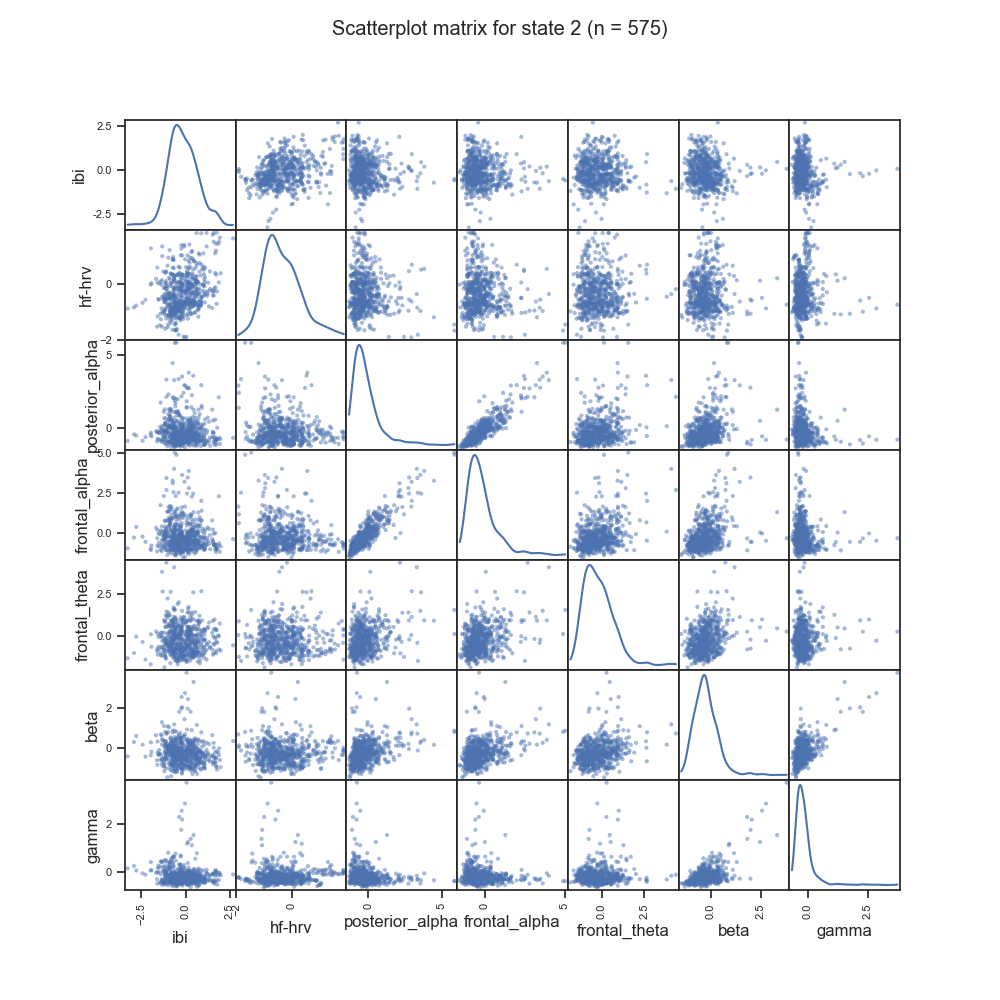 Scatterplot matrix for state 2 (n = 575)
2.5
0.0
−2.5
ibi
0
−2
hf-hrv
5
0
posterior_alpha
5.0
2.5
0.0
frontal_alpha
2.5
0.0
frontal_theta
2
0
beta
2
0
gamma
−2.5 0.0 2.5 −2 0 0 5 0 5 0.0 2.5 0.0 2.5 0.0 2.5
ibi hf-hrv posterior_alpha frontal_alpha frontal_theta beta gamma